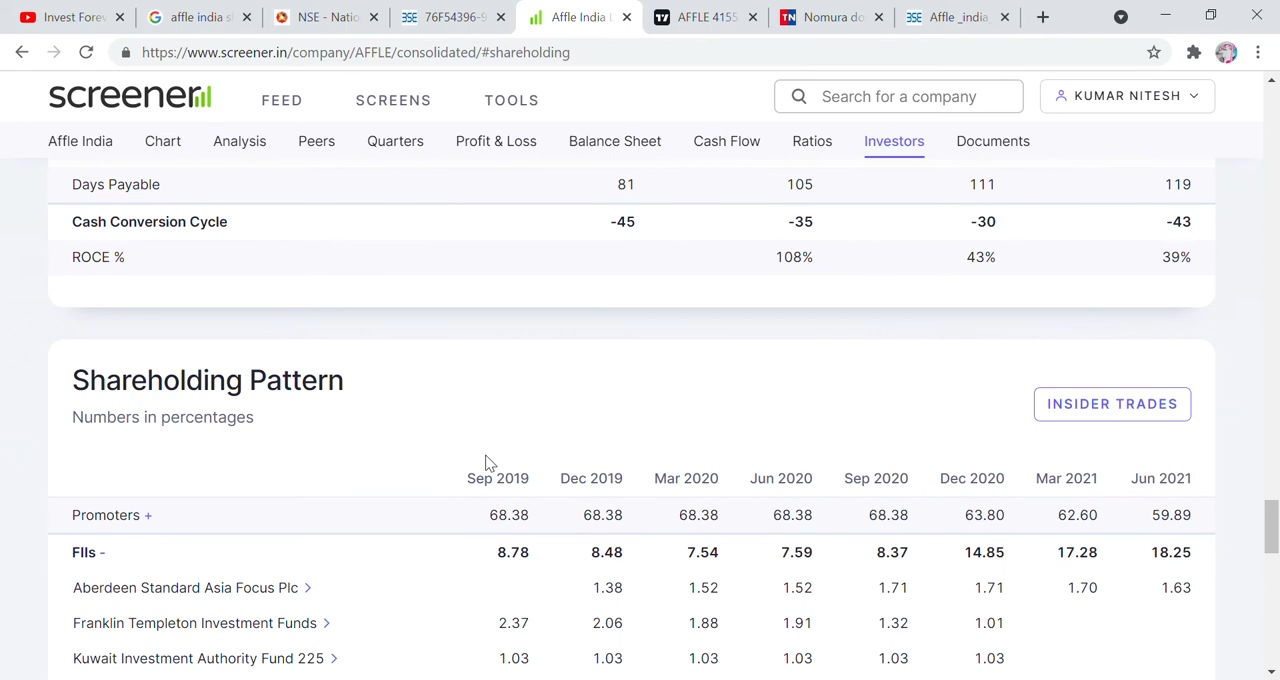 Invest Forev
affle india s
NSE - Natio
76F54396-9
Affle India L
AFFLE 4155
Nomura do
Affle _india_
https://www.screener.in/company/AFFLE/consolidated/#shareholding
screener
FEED SCREENS TOOLS
Search for a company
KUMAR NITESH
Affle India Chart Analysis Peers Quarters Profit & Loss Balance Sheet Cash Flow Ratios Investors Documents
Days Payable 81 105 111 119
Cash Conversion Cycle -45 -35 -30 -43
ROCE % 108% 43% 39%
Shareholding Pattern
Numbers in percentages
INSIDER TRADES
Sep 2019 Dec 2019 Mar 2020 Jun 2020 Sep 2020 Dec 2020 Mar 2021 Jun 2021
Promoters + 68.38 68.38 68.38 68.38 68.38 63.80 62.60 59.89
FIIs - 8.78 8.48 7.54 7.59 8.37 14.85 17.28 18.25
Aberdeen Standard Asia Focus Plc 1.38 1.52 1.52 1.71 1.71 1.70 1.63
Franklin Templeton Investment Funds 2.37 2.06 1.88 1.91 1.32 1.01
Kuwait Investment Authority Fund 225 1.03 1.03 1.03 1.03 1.03 1.03